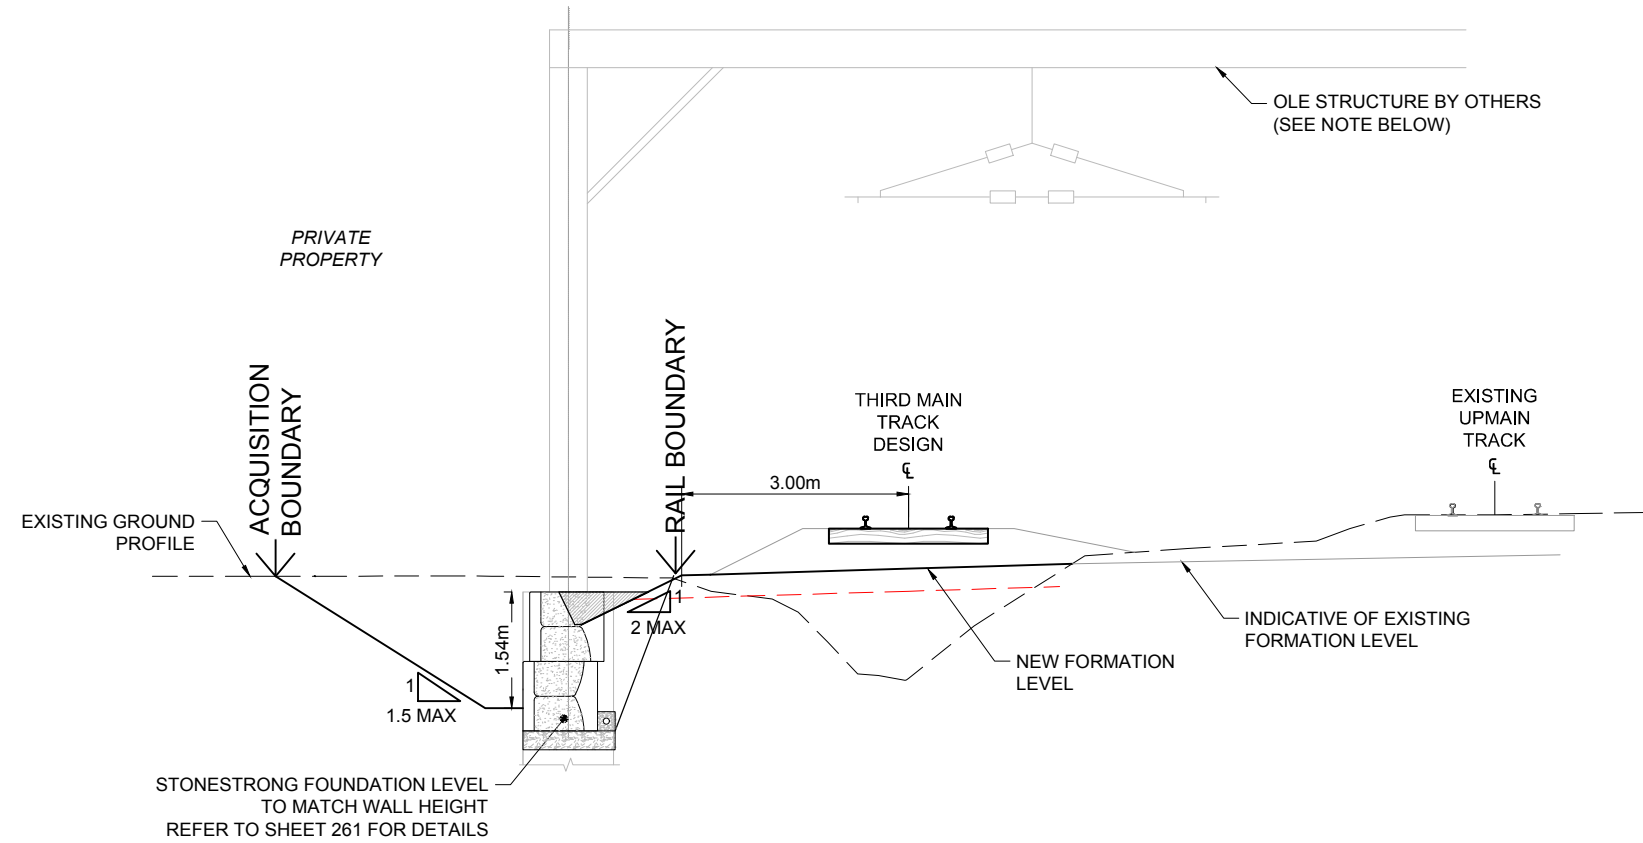 OLE STRUCTURE BY OTHERS
(SEE NOTE BELOW)
PRIVATE
PROPERTY
ACQUISITION
BOUNDARY
RAIL BOUNDARY
THIRD MAIN
TRACK
DESIGN
℄
EXISTING
UPMAIN
TRACK
℄
3.00m
EXISTING GROUND
PROFILE
1
2 MAX
1.54m
1
1.5 MAX
INDICATIVE OF EXISTING
FORMATION LEVEL
NEW FORMATION
LEVEL
STONESTRONG FOUNDATION LEVEL
TO MATCH WALL HEIGHT
REFER TO SHEET 261 FOR DETAILS